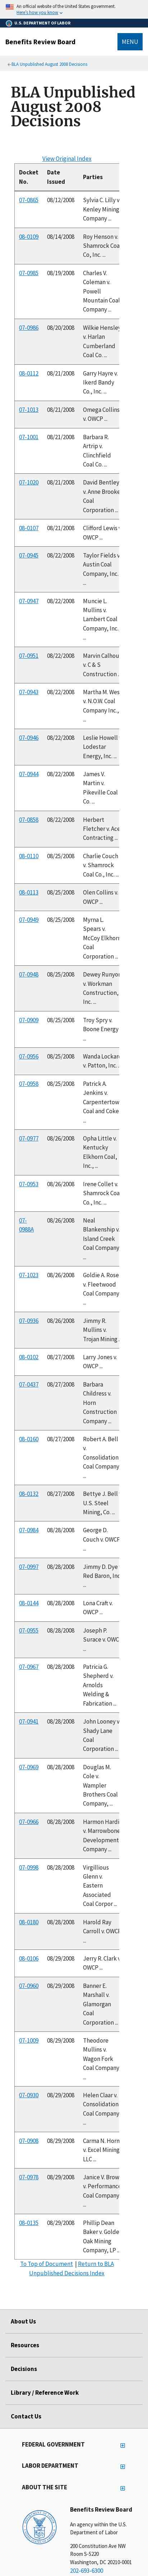 An official website of the United States government.
Here's how you know
U.S. DEPARTMENT OF LABOR
Benefits Review Board
MENU
BLA Unpublished August 2008 Decisions
BLA Unpublished
August 2008
Decisions
View Original Index
Docket No. Date Issued Parties
07-0865 08/12/2008 Sylvia C. Lilly v. Kenley Mining Company ...
08-0109 08/14/2008 Roy Henson v. Shamrock Coal Co, Inc. ...
07-0985 08/19/2008 Charles V. Coleman v. Powell Mountain Coal Company ...
07-0986 08/20/2008 Wilkie Hensley v. Harlan Cumberland Coal Co. ...
08-0112 08/21/2008 Garry Hayre v. Ikerd Bandy Co., Inc. ...
07-1013 08/21/2008 Omega Collins v. OWCP ...
07-1001 08/21/2008 Barbara R. Artrip v. Clinchfield Coal Co. ...
07-1020 08/21/2008 David Bentley v. Anne Brooke Coal Corporation ...
08-0107 08/21/2008 Clifford Lewis v. OWCP ...
07-0945 08/22/2008 Taylor Fields v. Austin Coal Company, Inc. ...
07-0947 08/22/2008 Muncie L. Mullins v. Lambert Coal Company, Inc. ...
07-0951 08/22/2008 Marvin Calhoun v. C & S Construction ...
07-0943 08/22/2008 Martha M. West v. N.O.W. Coal Company Inc., ...
07-0946 08/22/2008 Leslie Howell v. Lodestar Energy, Inc. ...
07-0944 08/22/2008 James V. Martin v. Pikeville Coal Co. ...
07-0858 08/22/2008 Herbert Fletcher v. Ace Contracting ...
08-0110 08/25/2008 Charlie Couch v. Shamrock Coal Co., Inc. ...
08-0113 08/25/2008 Olen Collins v. OWCP ...
07-0949 08/25/2008 Myrna L. Spears v. McCoy Elkhorn Coal Corporation ...
07-0948 08/25/2008 Dewey Runyon v. Workman Construction, Inc. ...
07-0909 08/25/2008 Troy Spry v. Boone Energy ...
07-0956 08/25/2008 Wanda Lockard v. Patton, Inc. ...
07-0958 08/25/2008 Patrick A. Jenkins v. Carpentertown Coal and Coke ...
07-0977 08/26/2008 Opha Little v. Kentucky Elkhorn Coal, Inc., ...
07-0953 08/26/2008 Irene Collet v. Shamrock Coal Co., Inc. ...
07-0988A 08/26/2008 Neal Blankenship v. Island Creek Coal Company ...
07-1023 08/26/2008 Goldie A. Rose v. Fleetwood Coal Company ...
07-0936 08/26/2008 Jimmy R. Mullins v. Trojan Mining ...
08-0102 08/27/2008 Larry Jones v. OWCP ...
07-0437 08/27/2008 Barbara Childress v. Horn Construction Company ...
08-0160 08/27/2008 Robert A. Bell v. Consolidation Coal Company ...
08-0132 08/27/2008 Bettye J. Bell v. U.S. Steel Mining, Co. ...
07-0984 08/28/2008 George D. Couch v. OWCP ...
07-0997 08/28/2008 Jimmy D. Dye v. Red Baron, Inc. ...
08-0144 08/28/2008 Lona Craft v. OWCP ...
07-0955 08/28/2008 Joseph P. Surace v. OWCP ...
07-0967 08/28/2008 Patricia G. Shepherd v. Arnolds Welding & Fabrication ...
07-0941 08/28/2008 John Looney v. Shady Lane Coal Corporation ...
07-0969 08/28/2008 Douglas M. Cole v. Wampler Brothers Coal Company, ...
07-0966 08/28/2008 Harmon Hardin v. Marrowbone Development Company ...
07-0998 08/28/2008 Virgillious Glenn v. Eastern Associated Coal Corpor ...
08-0180 08/28/2008 Harold Ray Carroll v. OWCP ...
08-0106 08/29/2008 Jerry R. Clark v. OWCP ...
07-0960 08/29/2008 Banner E. Marshall v. Glamorgan Coal Corporation ...
07-1009 08/29/2008 Theodore Mullins v. Wagon Fork Coal Company ...
07-0930 08/29/2008 Helen Claar v. Consolidation Coal Company ...
07-0908 08/29/2008 Carma N. Horn v. Excel Mining LLC ...
07-0978 08/29/2008 Janice V. Brown v. Performance Coal Company ...
08-0135 08/29/2008 Phillip Dean Baker v. Golden Oak Mining Company, LP ...
To Top of Document | Return to BLA
Unpublished Decisions Index
About Us
Resources
Decisions
Library / Reference Work
Contact Us
FEDERAL GOVERNMENT
LABOR DEPARTMENT
ABOUT THE SITE
Benefits Review Board
An agency within the U.S.
Department of Labor
200 Constitution Ave NW
Room S-5220
Washington, DC 20210-0001
202-693-6300